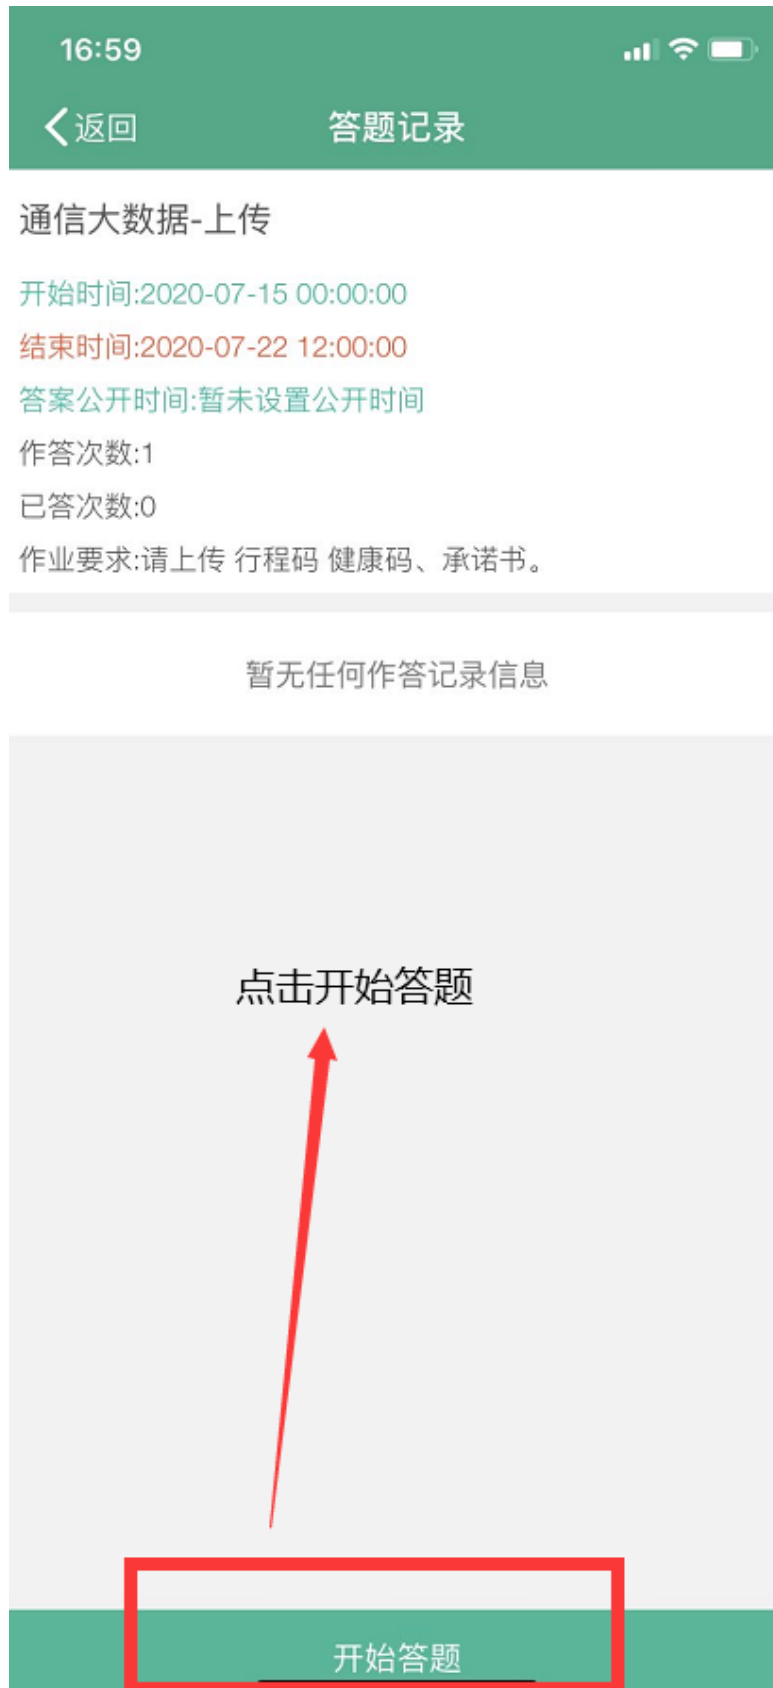 16:59
返回 答题记录
通信大数据-上传
开始时间:2020-07-15 00:00:00
结束时间:2020-07-22 12:00:00
答案公开时间:暂未设置公开时间
作答次数:1
已答次数:0
作业要求:请上传 行程码 健康码、承诺书。
暂无任何作答记录信息
点击开始答题
开始答题